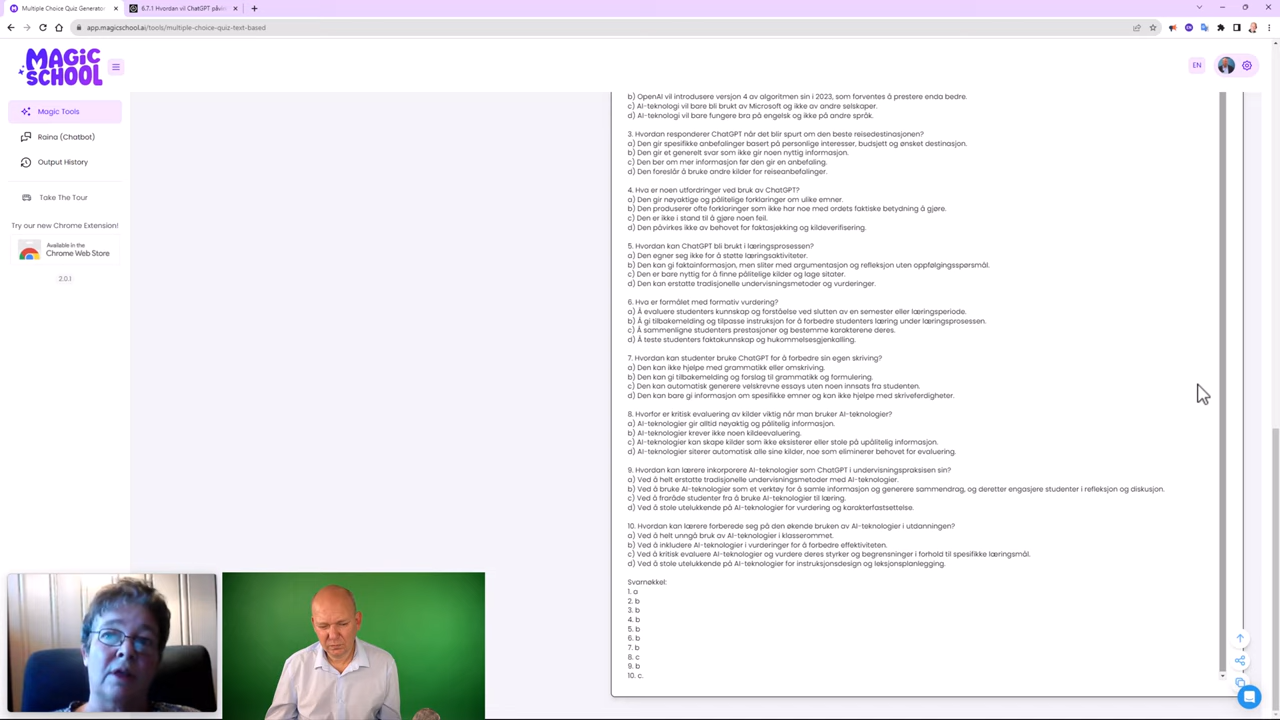 Multiple Choice Quiz Generator
6.7.1 Hvordan vil ChatGPT påvi
app.magicschool.ai/tools/multiple-choice-quiz-text-based
MAGIC
SCHOOL
EN
Magic Tools
Raina (Chatbot)
Output History
Take The Tour
Try our new Chrome Extension!
Available in the
Chrome Web Store
2.0.1
b) OpenAI vil introdusere versjon 4 av algoritmen sin i 2023, som forventes å prestere enda bedre.
c) AI-teknologi vil bare bli brukt av Microsoft og ikke av andre selskaper.
d) AI-teknologi vil bare fungere bra på engelsk og ikke på andre språk.
3. Hvordan responderer ChatGPT når det blir spurt om den beste reisedestinasjonen?
a) Den gir spesifikke anbefalinger basert på personlige interesser, budsjett og ønsket destinasjon.
b) Den gir et generelt svar som ikke gir noen nyttig informasjon.
c) Den ber om mer informasjon før den gir en anbefaling.
d) Den foreslår å bruke andre kilder for reiseanbefalinger.
4. Hva er noen utfordringer ved bruk av ChatGPT?
a) Den gir nøyaktige og pålitelige forklaringer om ulike emner.
b) Den produserer ofte forklaringer som ikke har noe med ordets faktiske betydning å gjøre.
c) Den er ikke i stand til å gjøre noen feil.
d) Den påvirkes ikke av behovet for faktasjekking og kildeverifisering.
5. Hvordan kan ChatGPT bli brukt i læringsprosessen?
a) Den egner seg ikke for å støtte læringsaktiviteter.
b) Den kan gi faktainformasjon, men sliter med argumentasjon og refleksjon uten oppfølgingsspørsmål.
c) Den er bare nyttig for å finne pålitelige kilder og lage sitater.
d) Den kan erstatte tradisjonelle undervisningsmetoder og vurderinger.
6. Hva er formålet med formativ vurdering?
a) Å evaluere studenters kunnskap og forståelse ved slutten av en semester eller læringsperiode.
b) Å gi tilbakemelding og tilpasse instruksjon for å forbedre studenters læring under læringsprosessen.
c) Å sammenligne studenters prestasjoner og bestemme karakterene deres.
d) Å teste studenters faktakunnskap og hukommelsesgjenkalling.
7. Hvordan kan studenter bruke ChatGPT for å forbedre sin egen skriving?
a) Den kan ikke hjelpe med grammatikk eller omskriving.
b) Den kan gi tilbakemelding og forslag til grammatikk og formulering.
c) Den kan automatisk generere velskrevne essays uten noen innsats fra studenten.
d) Den kan bare gi informasjon om spesifikke emner og kan ikke hjelpe med skriveferdigheter.
8. Hvorfor er kritisk evaluering av kilder viktig når man bruker AI-teknologier?
a) AI-teknologier gir alltid nøyaktig og pålitelig informasjon.
b) AI-teknologier krever ikke noen kildeevaluering.
c) AI-teknologier kan skape kilder som ikke eksisterer eller stole på upålitelig informasjon.
d) AI-teknologier siterer automatisk alle sine kilder, noe som eliminerer behovet for evaluering.
9. Hvordan kan lærere inkorporere AI-teknologier som ChatGPT i undervisningspraksisen sin?
a) Ved å helt erstatte tradisjonelle undervisningsmetoder med AI-teknologier.
b) Ved å bruke AI-teknologier som et verktøy for å samle informasjon og generere sammendrag, og deretter engasjere studenter i refleksjon og diskusjon.
c) Ved å fraråde studenter fra å bruke AI-teknologier til læring.
d) Ved å stole utelukkende på AI-teknologier for vurdering og karakterfastsettelse.
10. Hvordan kan lærere forberede seg på den økende bruken av AI-teknologier i utdanningen?
a) Ved å helt unngå bruk av AI-teknologier i klasserommet.
b) Ved å inkludere AI-teknologier i vurderinger for å forbedre effektiviteten.
c) Ved å kritisk evaluere AI-teknologier og vurdere deres styrker og begrensninger i forhold til spesifikke læringsmål.
d) Ved å stole utelukkende på AI-teknologier for instruksjonsdesign og leksjonsplanlegging.
Svarnøkkel:
1. a
2. b
3. b
4. b
5. b
6. b
7. b
8. c
9. b
10. c.